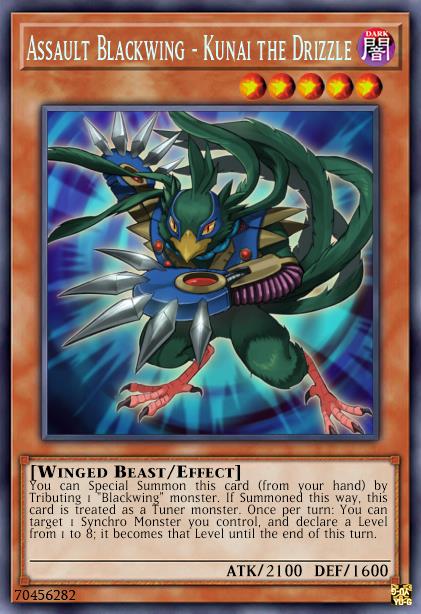 Assault Blackwing - Kunai the Drizzle
DARK
闇
[Winged Beast/Effect]
You can Special Summon this card (from your hand) by
Tributing 1 "Blackwing" monster. If Summoned this way, this
card is treated as a Tuner monster. Once per turn: You can
target 1 Synchro Monster you control, and declare a Level
from 1 to 8; it becomes that Level until the end of this turn.
ATK/2100 DEF/1600
70456282